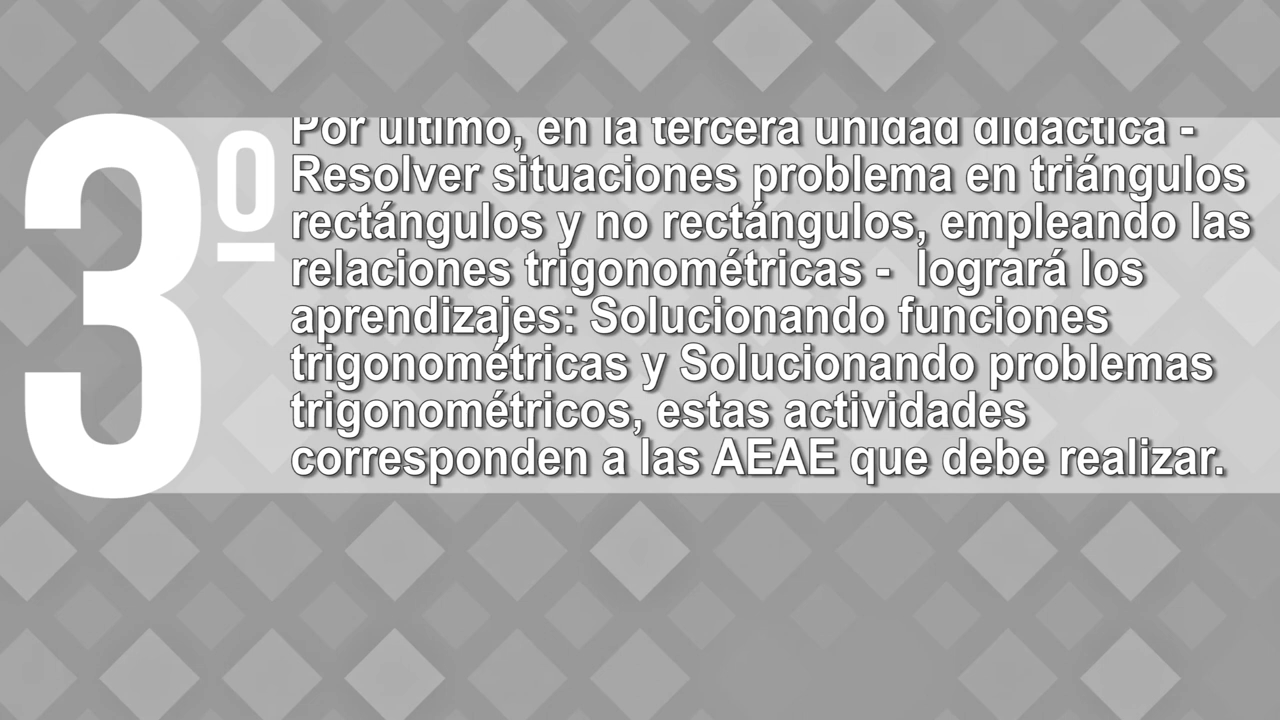 3º
Por último, en la tercera unidad didáctica -
Resolver situaciones problema en triángulos
rectángulos y no rectángulos, empleando las
relaciones trigonométricas -  logrará los
aprendizajes: Solucionando funciones
trigonométricas y Solucionando problemas
trigonométricos, estas actividades
corresponden a las AEAE que debe realizar.